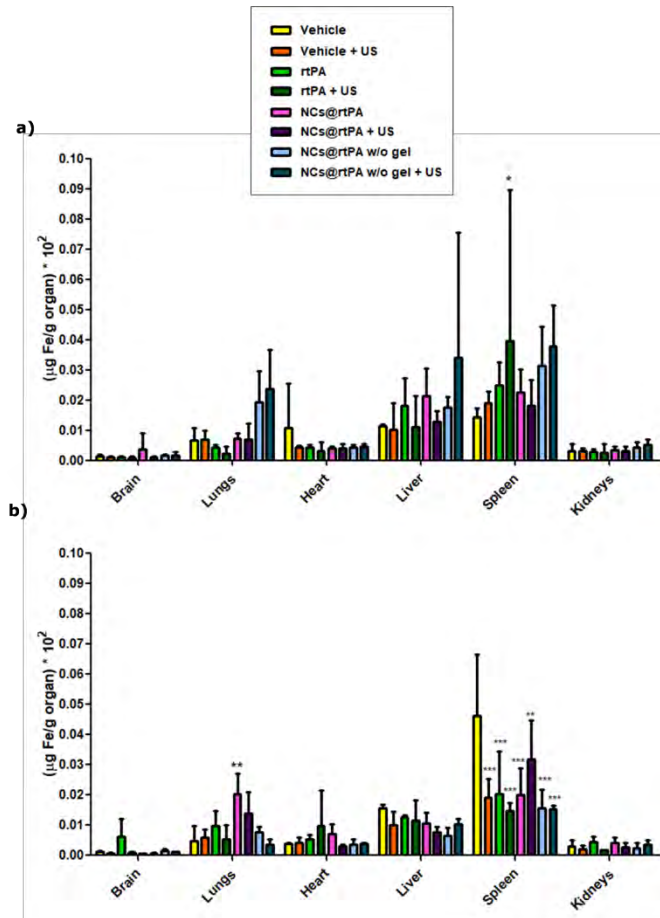 Vehicle
Vehicle + US
rtPA
rtPA + US
NCs@rtPA
NCs@rtPA + US
NCs@rtPA w/o gel
NCs@rtPA w/o gel + US
a)
(µg Fe/g organ) * 10²
0.10
0.09
0.08
0.07
0.06
0.05
0.04
0.03
0.02
0.01
0.00
*
Brain Lungs Heart Liver Spleen Kidneys
b)
(µg Fe/g organ) * 10²
0.10
0.09
0.08
0.07
0.06
0.05
0.04
0.03
0.02
0.01
0.00
** *** *** *** *** ** *** ***
Brain Lungs Heart Liver Spleen Kidneys